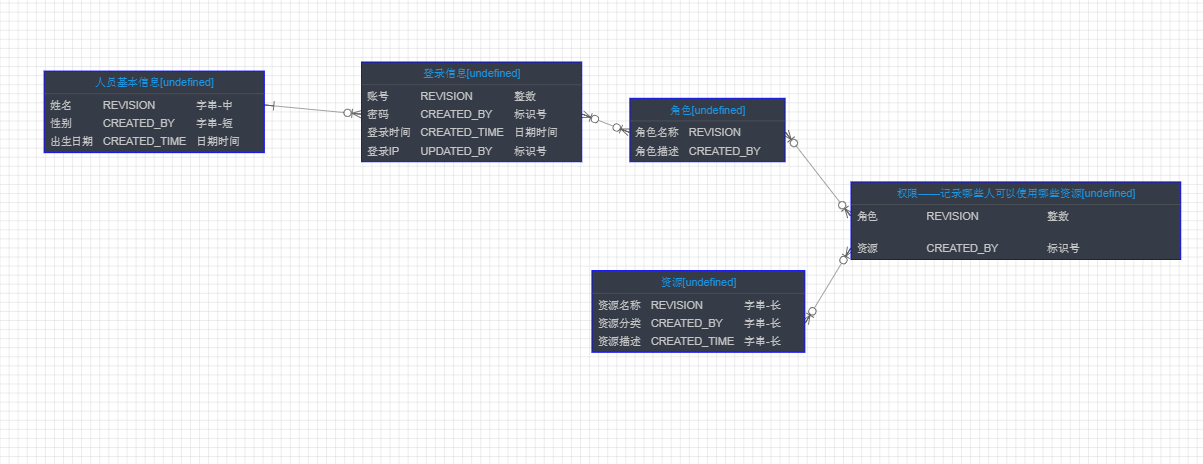 人员基本信息[undefined]
姓名 REVISION 字串-中
性别 CREATED_BY 字串-短
出生日期 CREATED_TIME 日期时间
登录信息[undefined]
账号 REVISION 整数
密码 CREATED_BY 标识号
登录时间 CREATED_TIME 日期时间
登录IP UPDATED_BY 标识号
角色[undefined]
角色名称 REVISION
角色描述 CREATED_BY
权限——记录哪些人可以使用哪些资源[undefined]
角色 REVISION 整数
资源 CREATED_BY 标识号
资源[undefined]
资源名称 REVISION 字串-长
资源分类 CREATED_BY 字串-长
资源描述 CREATED_TIME 字串-长